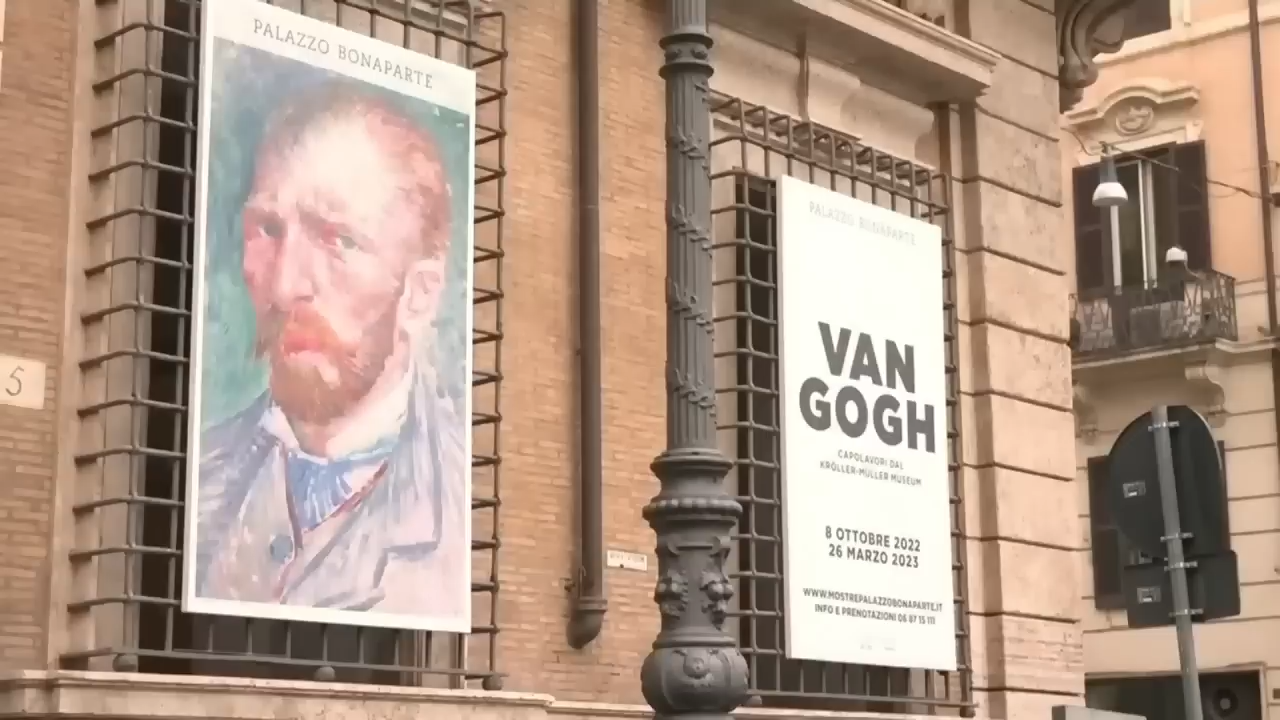 PALAZZO BONAPARTE
5
PALAZZO BONAPARTE
VAN
GOGH
CAPOLAVORI DAL
KRÖLLER-MÜLLER MUSEUM
8 OTTOBRE 2022
26 MARZO 2023
WWW.MOSTREPALAZZOBONAPARTE.IT
INFO E PRENOTAZIONI 06 87 15 111